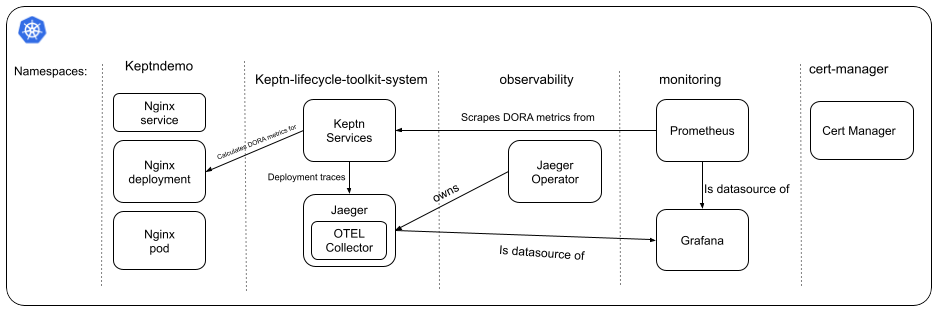 Namespaces:
Keptndemo
Keptn-lifecycle-toolkit-system
observability
monitoring
cert-manager
Nginx
service
Nginx
deployment
Nginx
pod
Calculates DORA metrics for
Keptn
Services
Deployment traces
Jaeger
OTEL
Collector
Scrapes DORA metrics from
Jaeger
Operator
owns
Is datasource of
Prometheus
Is datasource of
Grafana
Cert Manager